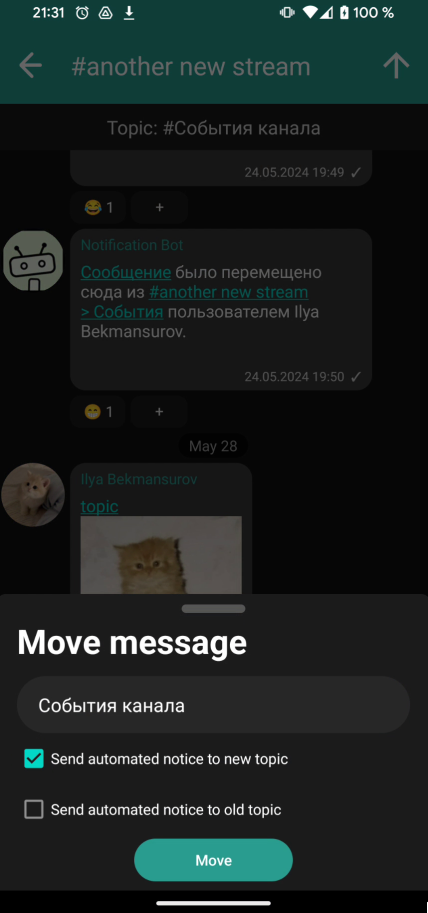 21:31 100 %
#another new stream
Topic: #События канала
24.05.2024 19:49 ✓
😂 1 +
Notification Bot
Сообщение было перемещено
сюда из #another new stream
> События пользователем Ilya
Bekmansurov.
24.05.2024 19:50 ✓
😁 1 +
May 28
Ilya Bekmansurov
topic
Move message
События канала
Send automated notice to new topic
Send automated notice to old topic
Move